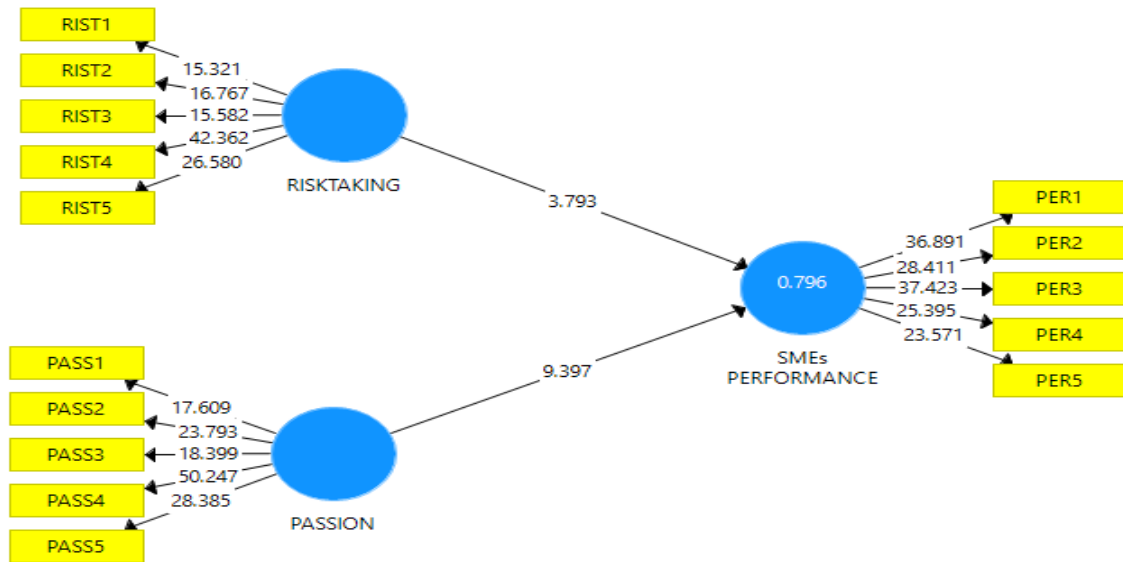 RIST1
RIST2
RIST3
RIST4
RIST5
15.321
16.767
15.582
42.362
26.580
RISKTAKING
3.793
PASS1
PASS2
PASS3
PASS4
PASS5
17.609
23.793
18.399
50.247
28.385
PASSION
9.397
0.796
SMEs
PERFORMANCE
36.891
28.411
37.423
25.395
23.571
PER1
PER2
PER3
PER4
PER5